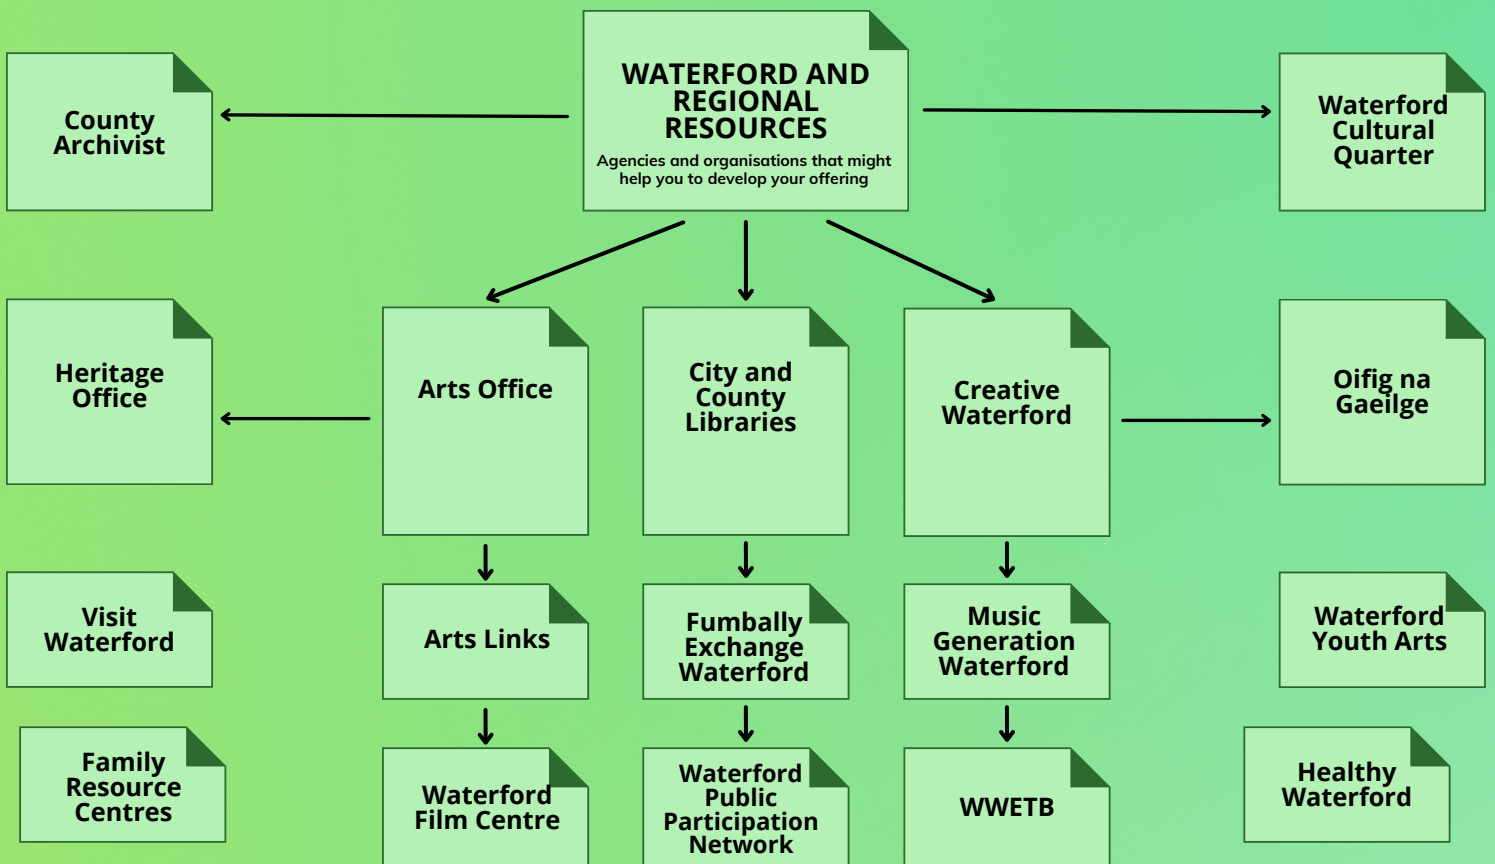 WATERFORD AND
REGIONAL
RESOURCES
Agencies and organisations that might
help you to develop your offering
County
Archivist
Waterford
Cultural
Quarter
Heritage
Office
Arts Office
City and
County
Libraries
Creative
Waterford
Oifig na
Gaeilge
Visit
Waterford
Arts Links
Fumbally
Exchange
Waterford
Music
Generation
Waterford
Waterford
Youth Arts
Family
Resource
Centres
Waterford
Film Centre
Waterford
Public
Participation
Network
WWETB
Healthy
Waterford